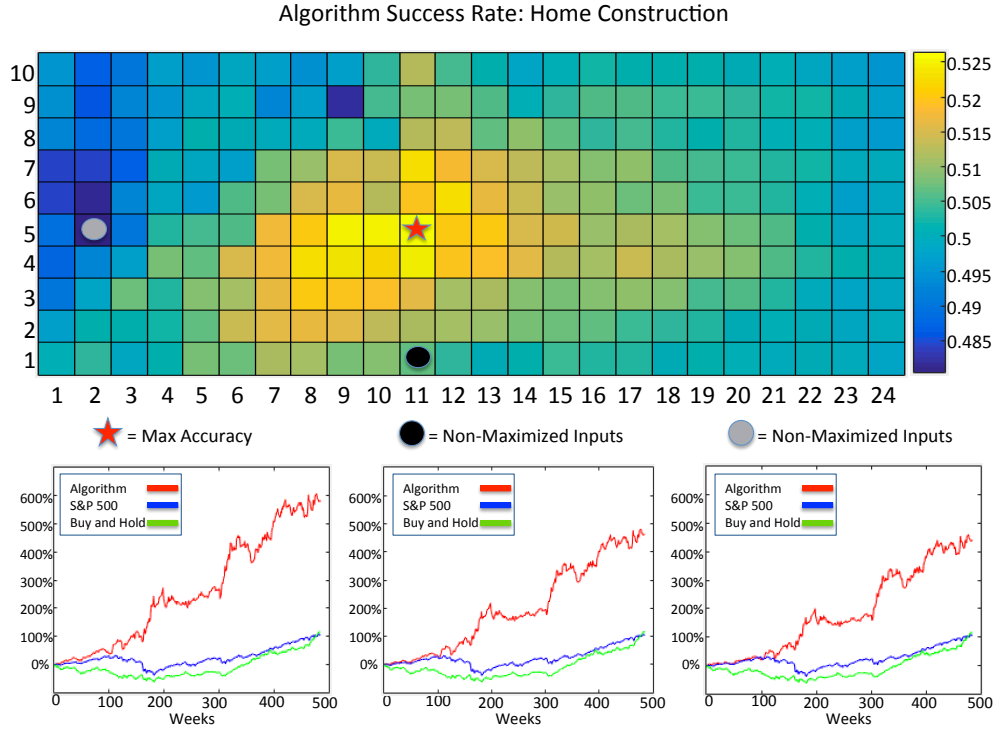 Algorithm Success Rate: Home Construction
10
9
8
7
6
5
4
3
2
1
0.525
0.52
0.515
0.51
0.505
0.5
0.495
0.49
0.485
1 2 3 4 5 6 7 8 9 10 11 12 13 14 15 16 17 18 19 20 21 22 23 24
= Max Accuracy
= Non-Maximized Inputs
= Non-Maximized Inputs
Algorithm
S&P 500
Buy and Hold
600%
500%
400%
300%
200%
100%
0%
0 100 200 300 400 500
Weeks
Algorithm
S&P 500
Buy and Hold
600%
500%
400%
300%
200%
100%
0%
0 100 200 300 400 500
Weeks
Algorithm
S&P 500
Buy and Hold
600%
500%
400%
300%
200%
100%
0%
0 100 200 300 400 500
Weeks